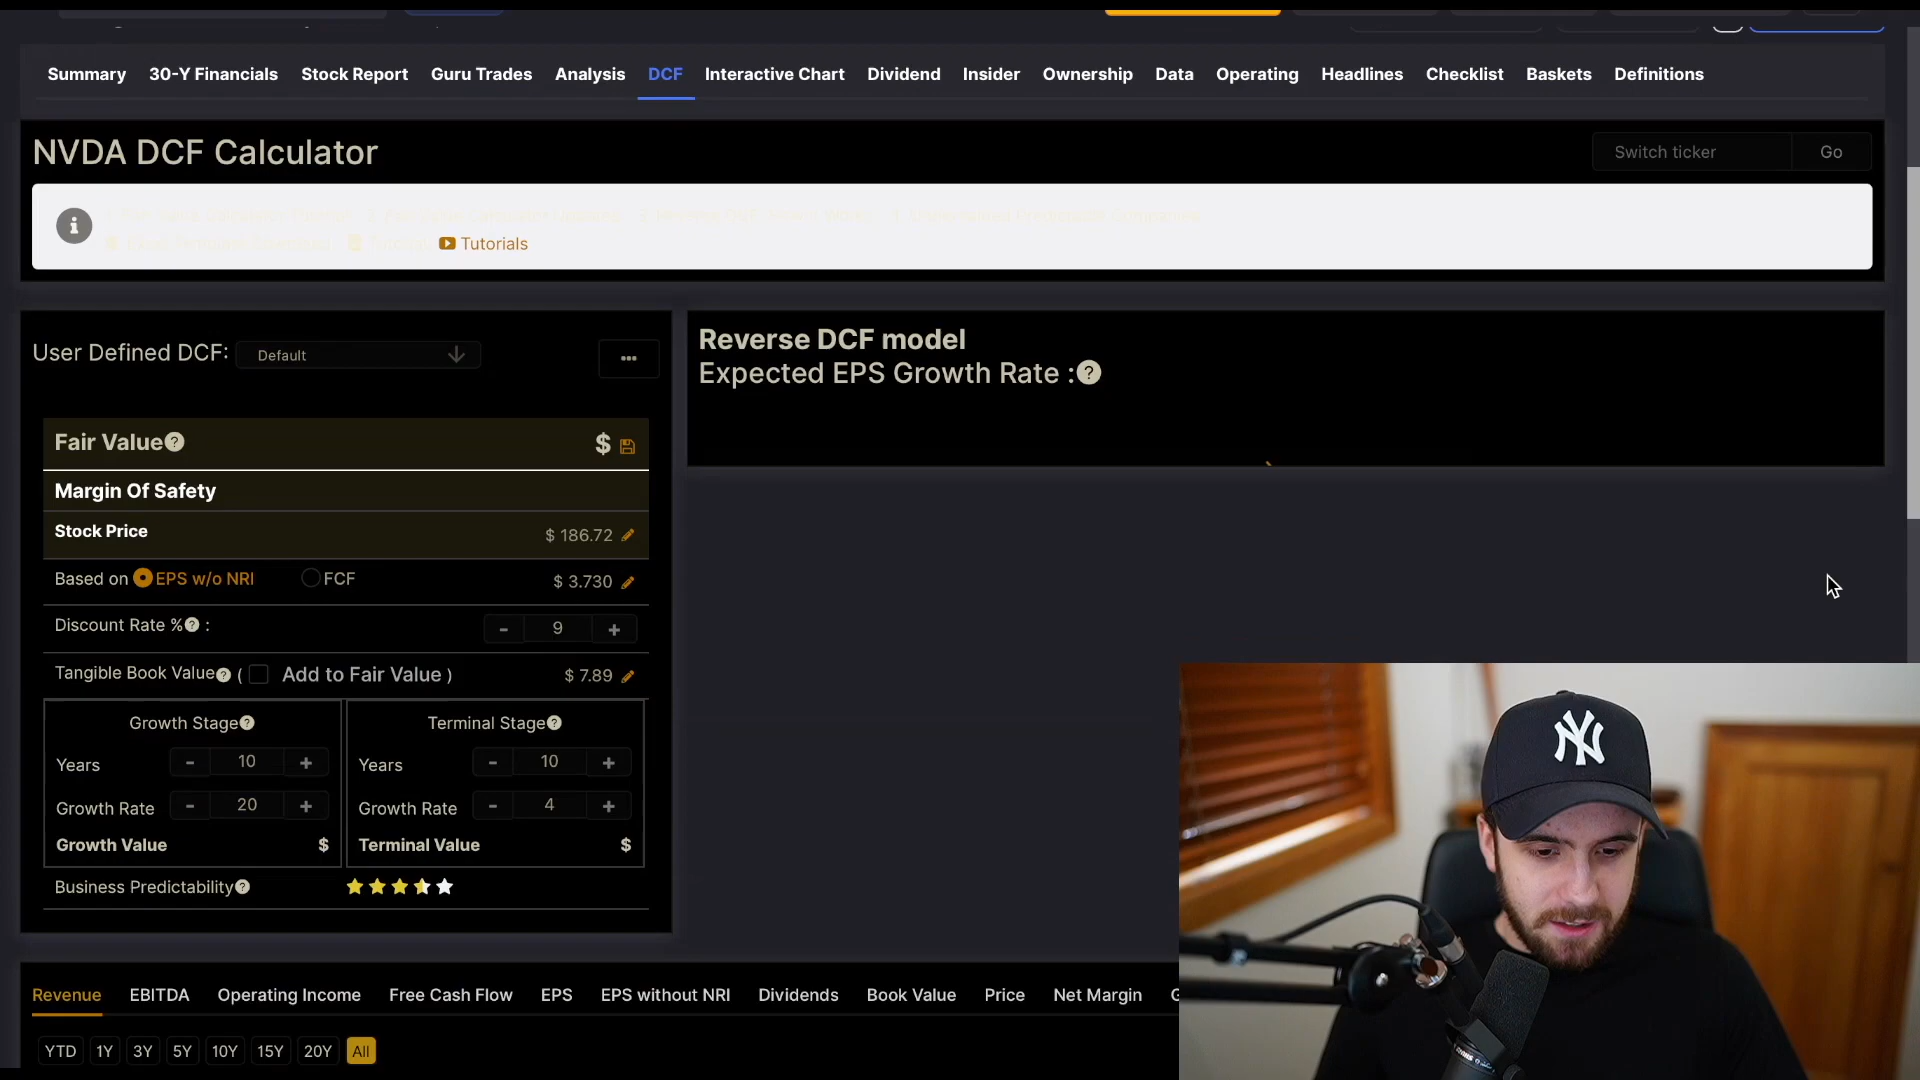 Summary 30-Y Financials Stock Report Guru Trades Analysis DCF Interactive Chart Dividend Insider Ownership Data Operating Headlines Checklist Baskets Definitions
NVDA DCF Calculator
Switch ticker Go
Tutorials
User Defined DCF: Default
Fair Value $
Margin Of Safety
Stock Price $ 186.72
Based on EPS w/o NRI FCF $ 3.730
Discount Rate % : - 9 +
Tangible Book Value ( Add to Fair Value ) $ 7.89
Growth Stage
Years - 10 +
Growth Rate - 20 +
Growth Value $
Terminal Stage
Years - 10 +
Growth Rate - 4 +
Terminal Value $
Business Predictability
Reverse DCF model
Expected EPS Growth Rate :
Revenue EBITDA Operating Income Free Cash Flow EPS EPS without NRI Dividends Book Value Price Net Margin
YTD 1Y 3Y 5Y 10Y 15Y 20Y All
NY